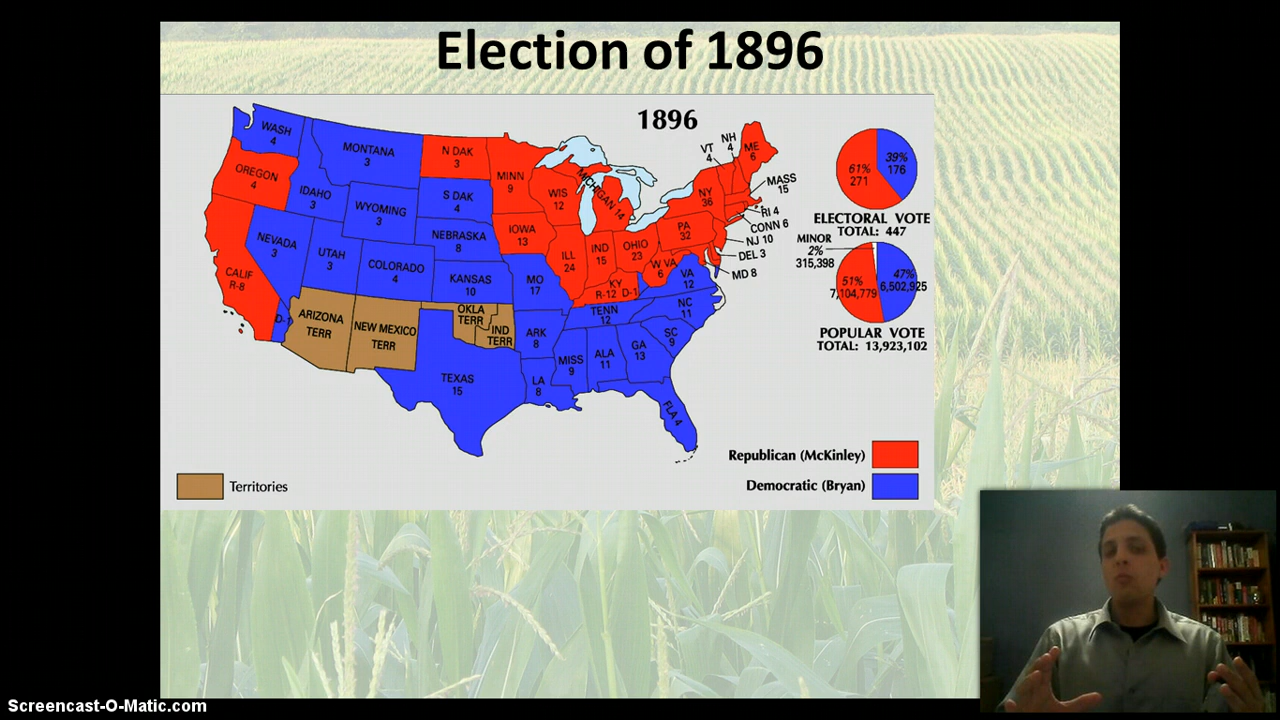 Election of 1896
1896
WASH
4
OREGON
4
CALIF
R-8
D-1
MONTANA
3
IDAHO
3
WYOMING
3
NEVADA
3
UTAH
3
COLORADO
4
ARIZONA
TERR
NEW MEXICO
TERR
N DAK
3
S DAK
4
NEBRASKA
8
KANSAS
10
OKLA
TERR
IND
TERR
TEXAS
15
MINN
9
IOWA
13
MO
17
ARK
8
LA
8
WIS
12
MICHIGAN 14
ILL
24
IND
15
OHIO
23
KY
R-12 D-1
TENN
12
MISS
9
ALA
11
GA
13
FLA 4
SC
9
NC
11
VA
12
W VA
6
PA
32
NY
36
VT
4
NH
4
ME
6
MASS
15
RI 4
CONN 6
NJ 10
DEL 3
MD 8
61%
271
39%
176
ELECTORAL VOTE
TOTAL: 447
MINOR
2%
315,398
51%
7,104,779
47%
6,502,925
POPULAR VOTE
TOTAL: 13,923,102
Republican (McKinley)
Democratic (Bryan)
Territories
Screencast-O-Matic.com